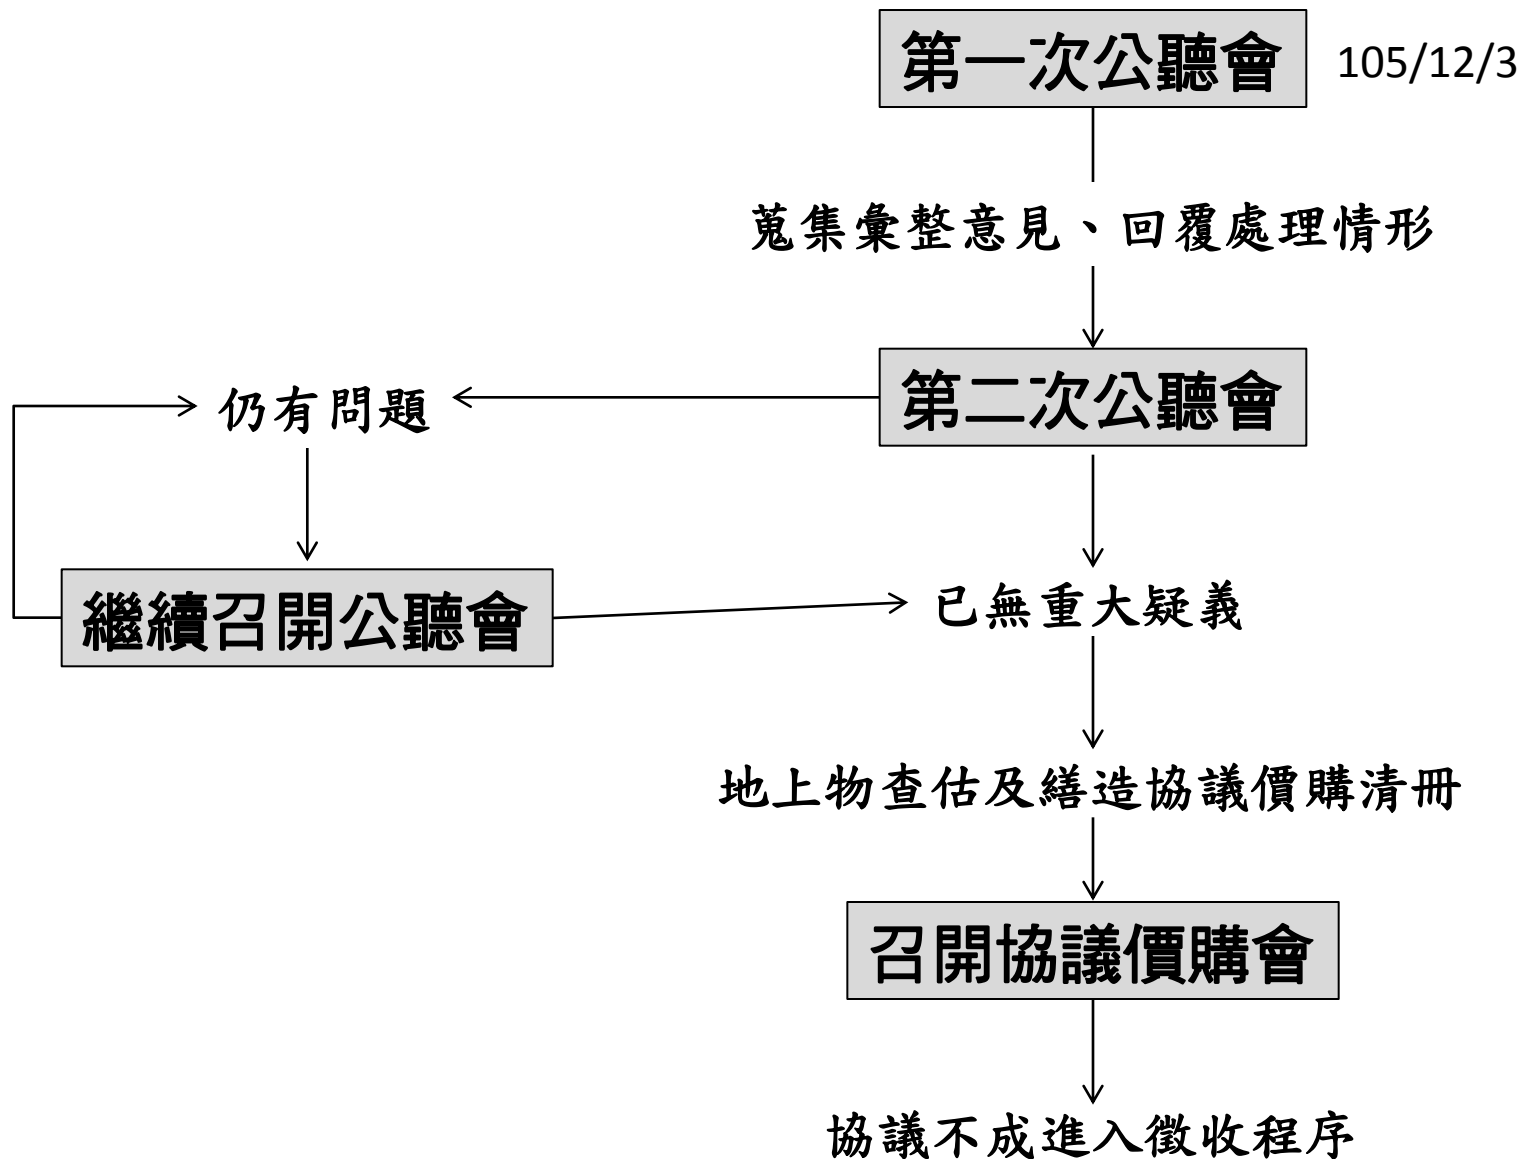 第一次公聽會
105/12/3
蒐集彙整意見、回覆處理情形
第二次公聽會
仍有問題
繼續召開公聽會
已無重大疑義
地上物查估及繕造協議價購清冊
召開協議價購會
協議不成進入徵收程序